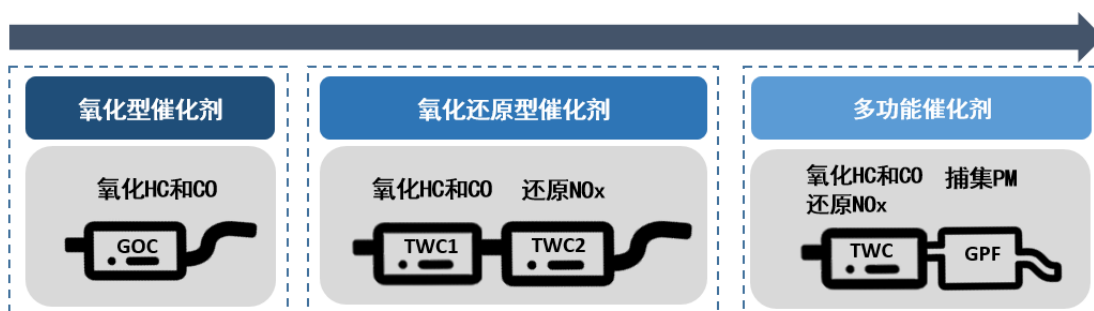 氧化型催化剂
氧化还原型催化剂
多功能催化剂
氧化HC和CO
GOC
氧化HC和CO 还原NOx
TWC1 TWC2
氧化HC和CO 捕集PM
还原NOx
TWC GPF